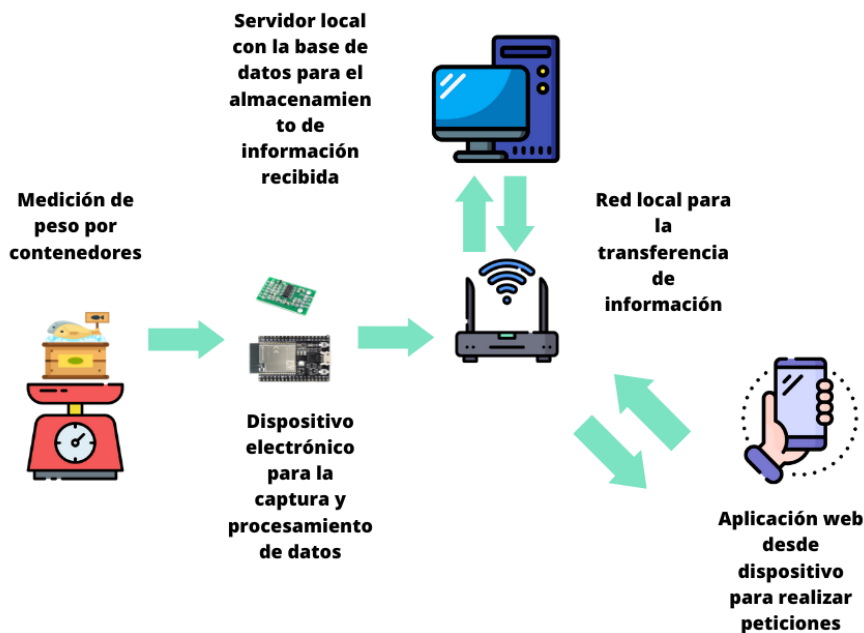 Servidor local
con la base de
datos para el
almacenamien
to de
información
recibida
Medición de
peso por
contenedores
Red local para
la
transferencia
de
información
Dispositivo
electrónico
para la
captura y
procesamiento
de datos
Aplicación web
desde
dispositivo
para realizar
peticiones